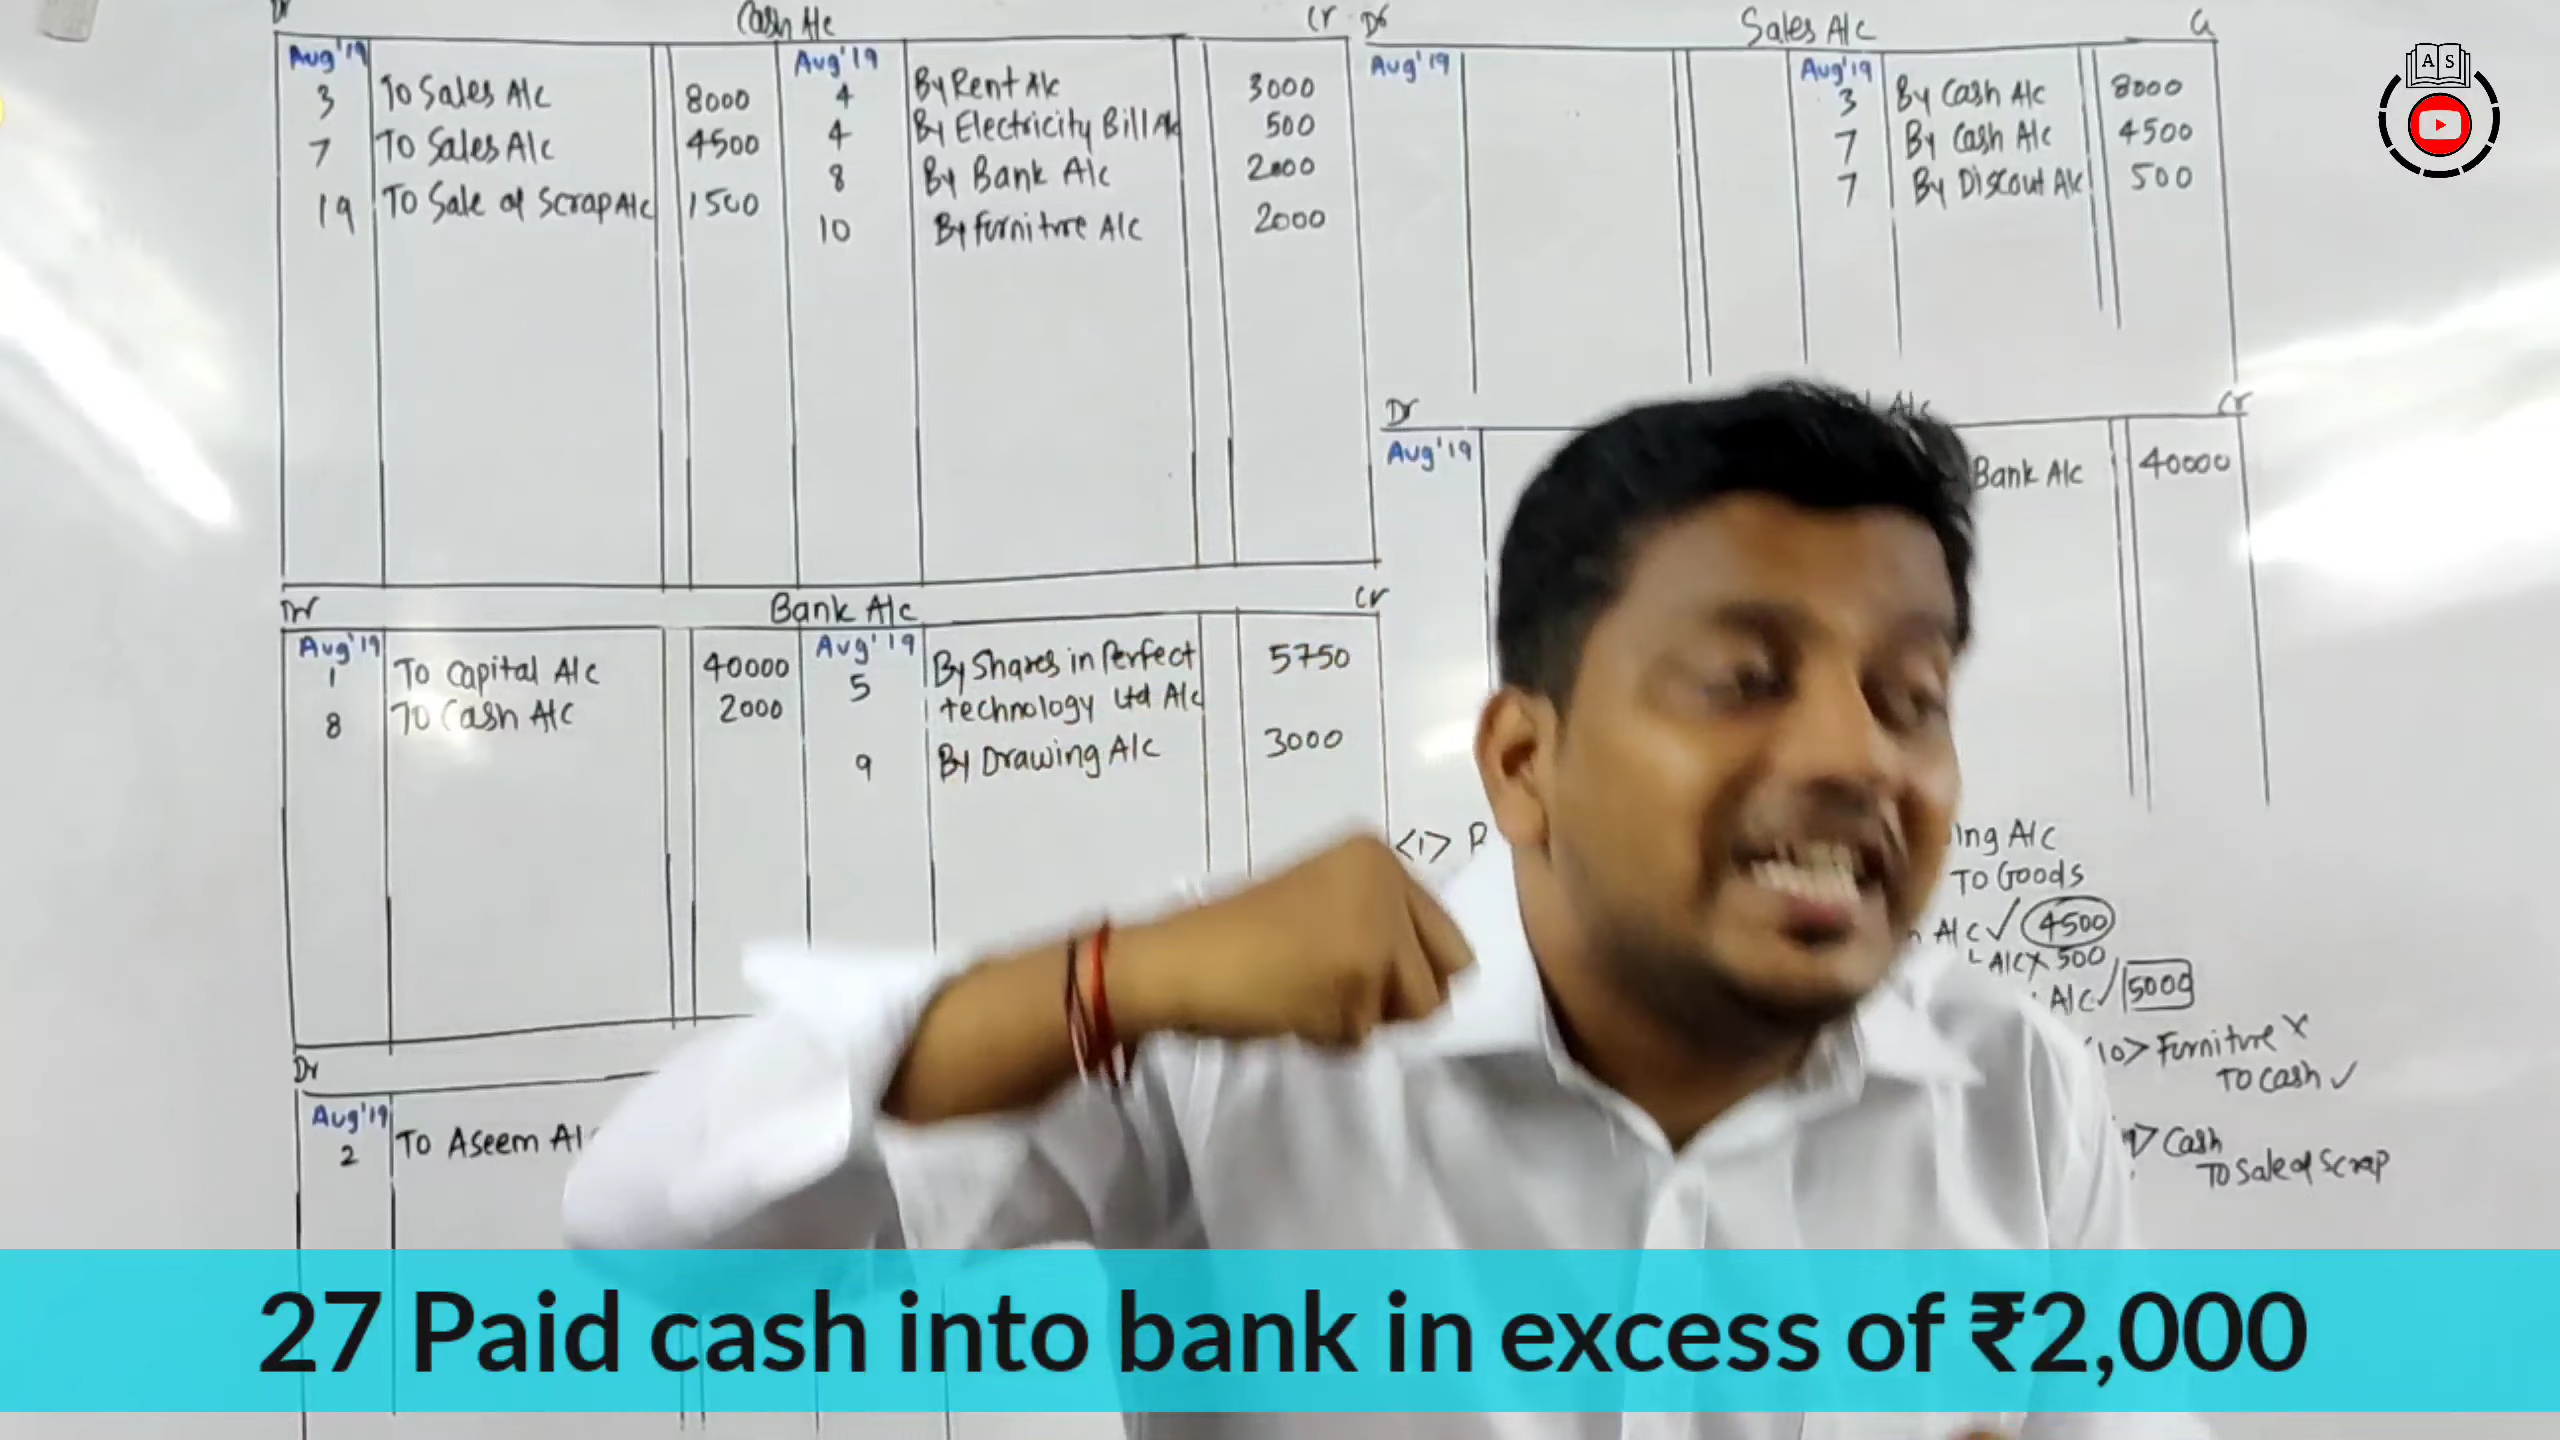 Dr Cash A/c Cr
Aug'19 Aug'19
3 To Sales A/c 8000 4 By Rent A/c 3000
7 To Sales A/c 4500 4 By Electricity Bill A/c 500
19 To Sale of Scrap A/c 1500 8 By Bank A/c 2000
10 By Furniture A/c 2000
Dr Sales A/c Cr
Aug'19 Aug'19
3 By Cash A/c 8000
7 By Cash A/c 4500
7 By Discout A/c 500
A S
Dr A/c Cr
Aug'19 Bank A/c 40000
Dr Bank A/c Cr
Aug'19 Aug'19
1 To Capital A/c 40000 5 By Shares in Perfect 5750
8 To Cash A/c 2000 technology Ltd A/c
9 By Drawing A/c 3000
<1>
ing A/c
To Goods
A/c ✓ 4500
A/c x 500
A/c ✓ 5000
10> Furniture x
To Cash ✓
> Cash
To Sale of Scrap
Dr
Aug'19
2 To Aseem A/
27 Paid cash into bank in excess of ₹2,000